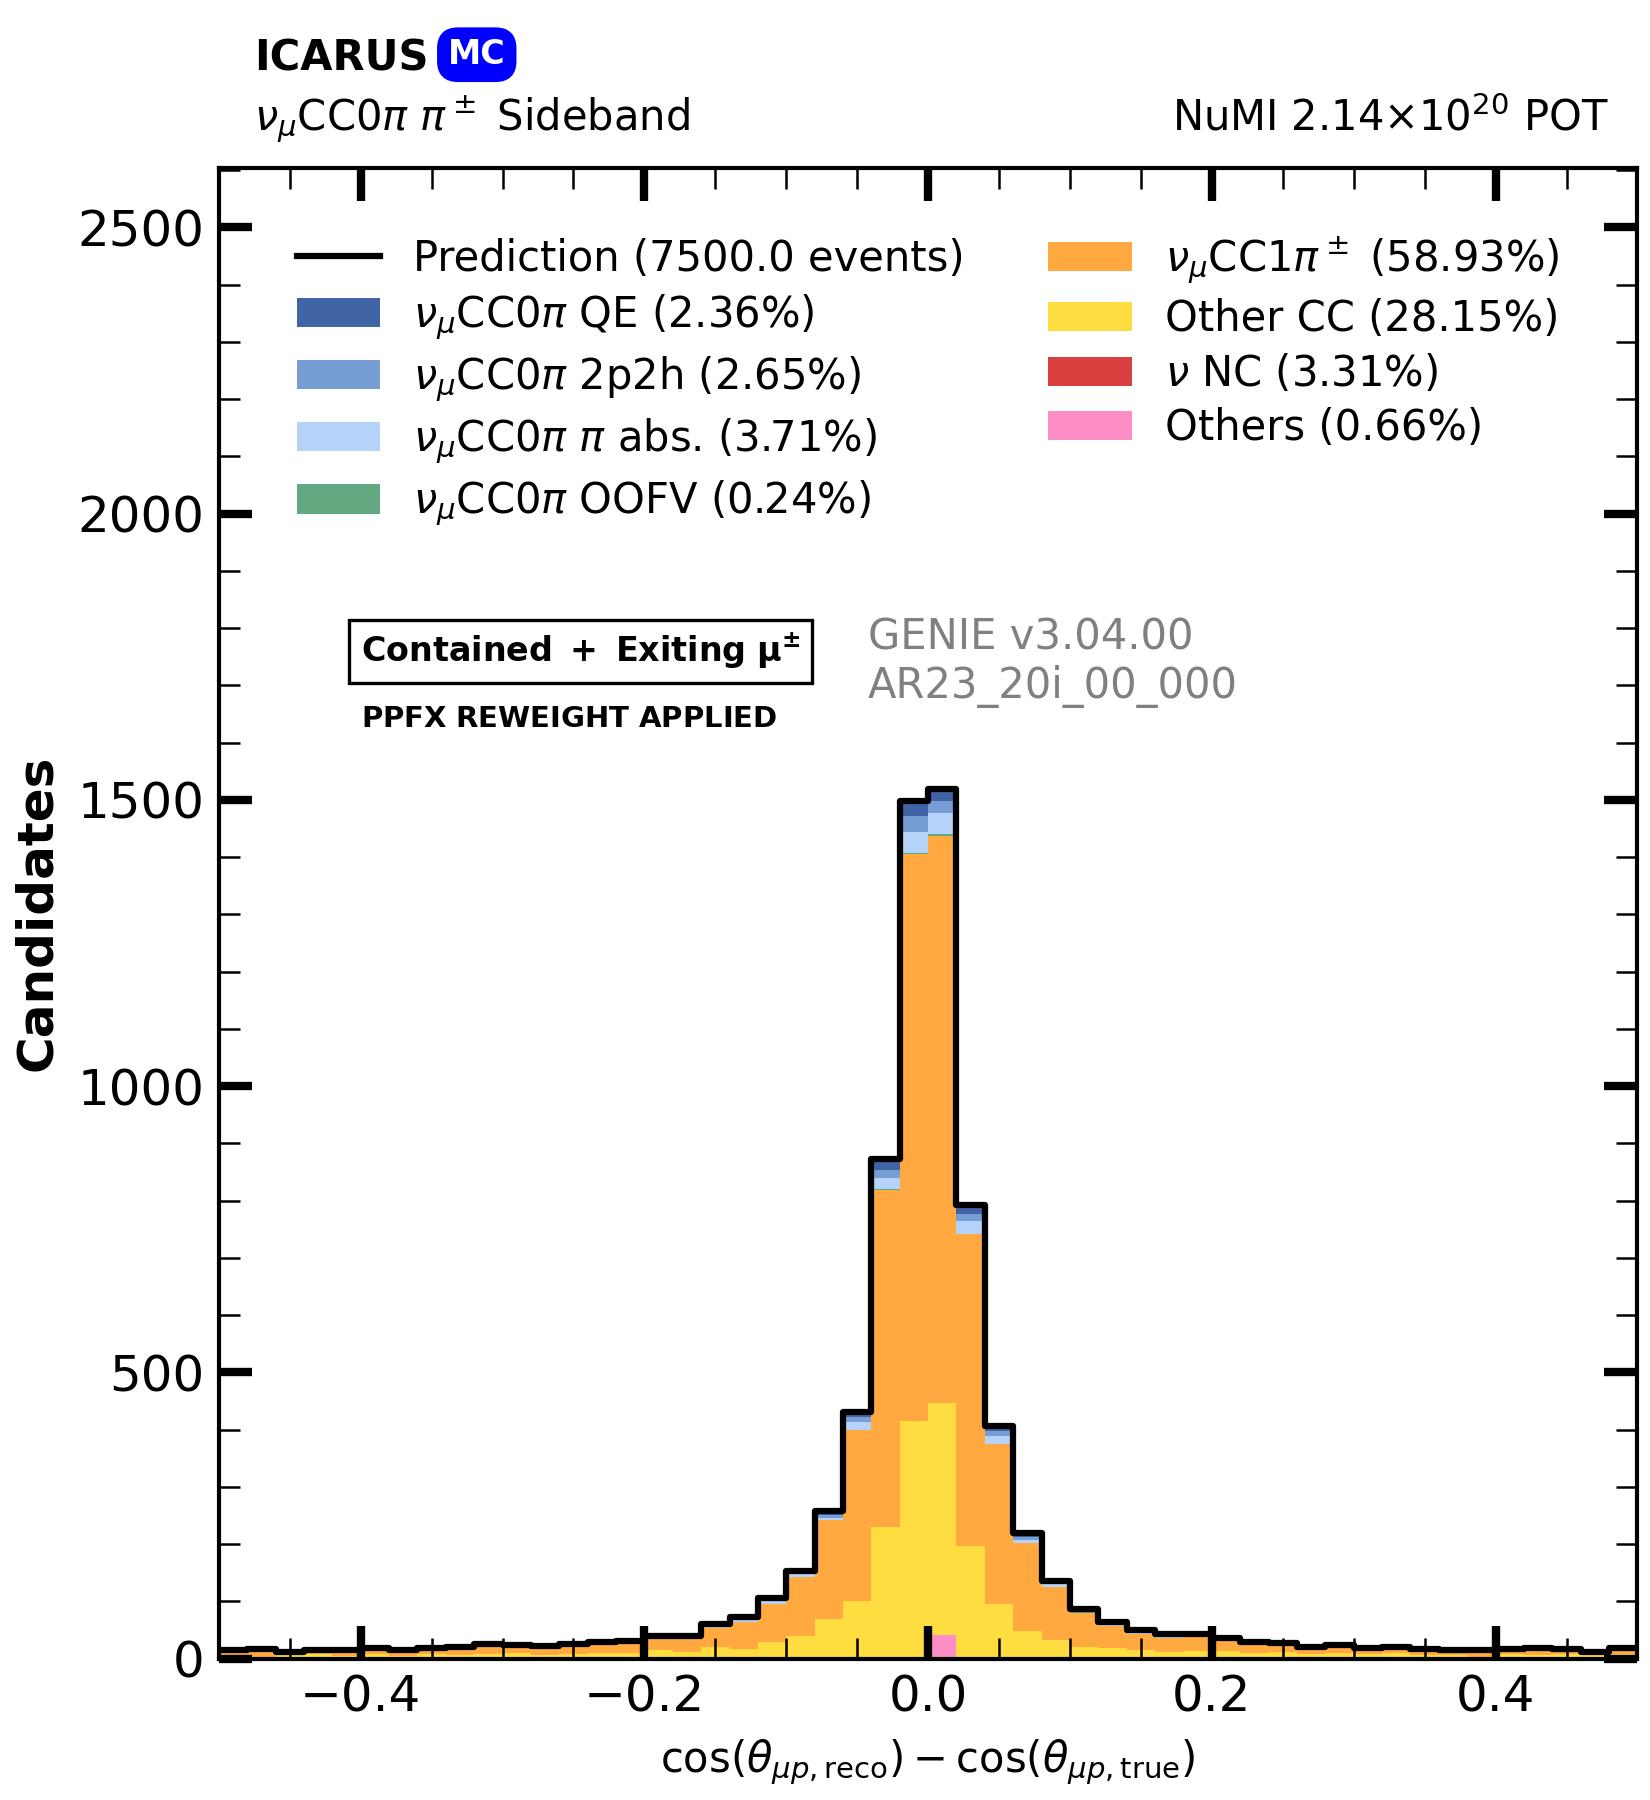 ICARUS MC
νμCC0π π± Sideband
NuMI 2.14×10²⁰ POT
2500
2000
1500
1000
500
0
Candidates
Prediction (7500.0 events)
νμCC0π QE (2.36%)
νμCC0π 2p2h (2.65%)
νμCC0π π abs. (3.71%)
νμCC0π OOFV (0.24%)
νμCC1π± (58.93%)
Other CC (28.15%)
ν NC (3.31%)
Others (0.66%)
Contained + Exiting μ±
PPFX REWEIGHT APPLIED
GENIE v3.04.00
AR23_20i_00_000
−0.4 −0.2 0.0 0.2 0.4
cos(θμp, reco) − cos(θμp, true)